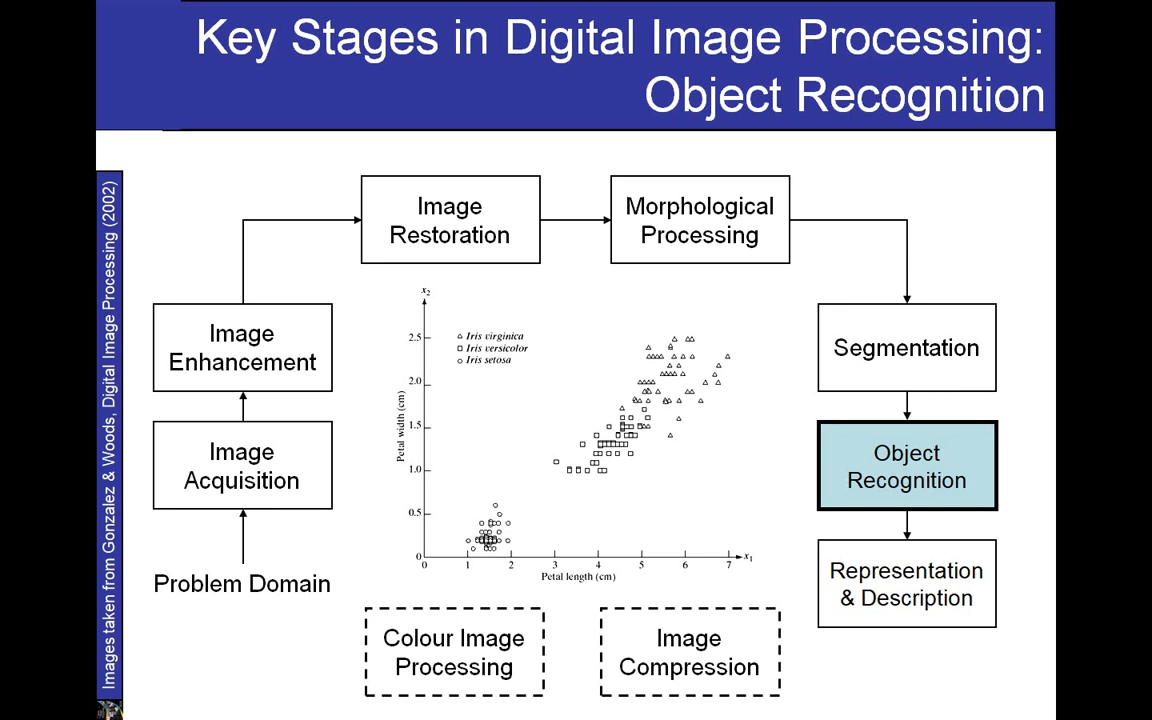 Key Stages in Digital Image Processing:
Object Recognition
Images taken from Gonzalez & Woods, Digital Image Processing (2002)
Image
Restoration
Morphological
Processing
Image
Enhancement
Segmentation
Image
Acquisition
Object
Recognition
Problem Domain
Representation
& Description
x2
2.5
2.0
1.5
1.0
0.5
0
Petal width (cm)
Iris virginica
Iris versicolor
Iris setosa
0 1 2 3 4 5 6 7
x1
Petal length (cm)
Colour Image
Processing
Image
Compression